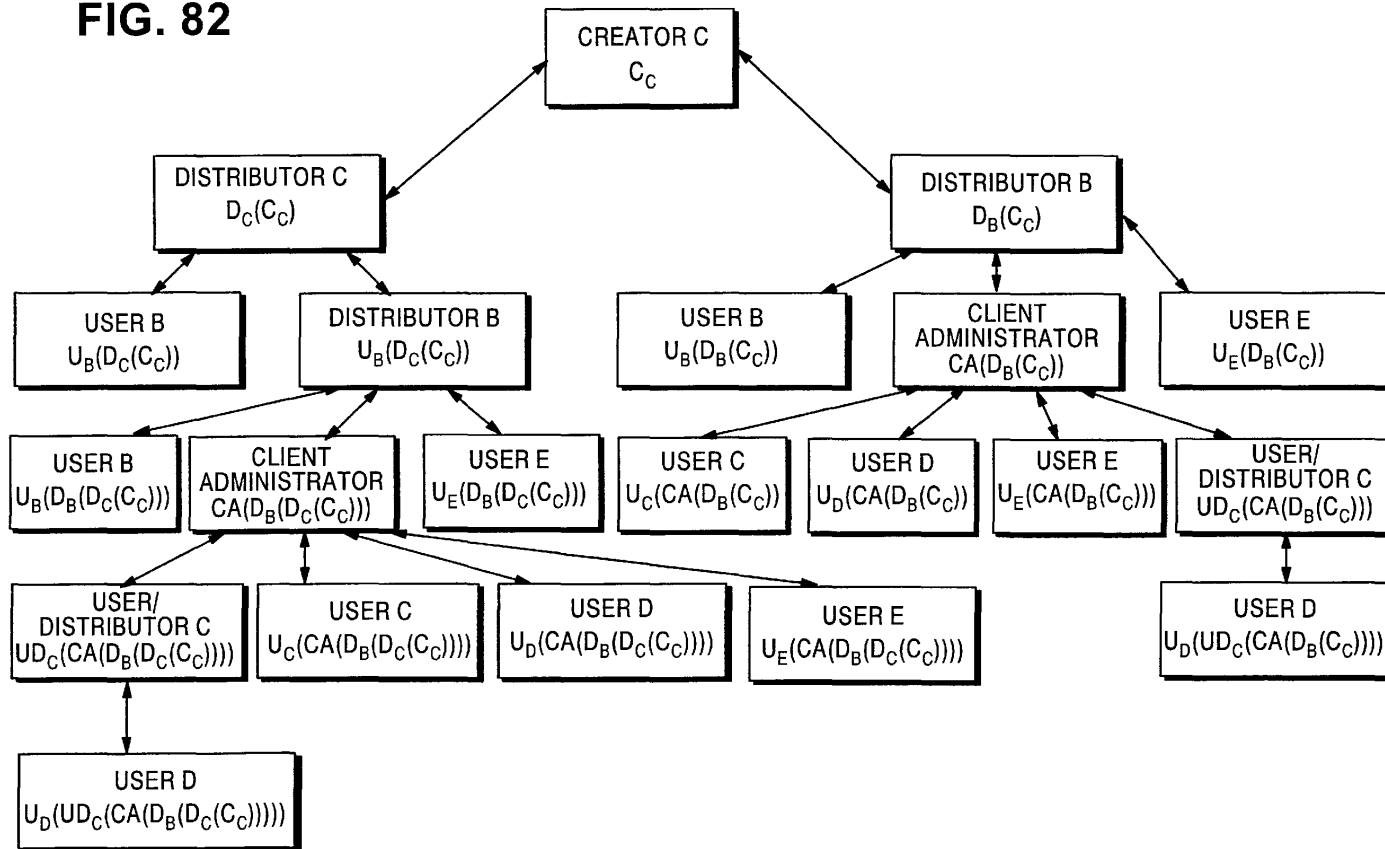 FIG. 82
CREATOR C
C_C
DISTRIBUTOR C
D_C(C_C)
DISTRIBUTOR B
D_B(C_C)
USER B
U_B(D_C(C_C))
DISTRIBUTOR B
U_B(D_C(C_C))
USER B
U_B(D_B(C_C))
CLIENT
ADMINISTRATOR
CA(D_B(C_C))
USER E
U_E(D_B(C_C))
USER B
U_B(D_B(D_C(C_C)))
CLIENT
ADMINISTRATOR
CA(D_B(D_C(C_C)))
USER E
U_E(D_B(D_C(C_C)))
USER C
U_C(CA(D_B(C_C))
USER D
U_D(CA(D_B(C_C))
USER E
U_E(CA(D_B(C_C)))
USER/
DISTRIBUTOR C
UD_C(CA(D_B(C_C)))
USER/
DISTRIBUTOR C
UD_C(CA(D_B(D_C(C_C))))
USER C
U_C(CA(D_B(D_C(C_C))))
USER D
U_D(CA(D_B(D_C(C_C))))
USER E
U_E(CA(D_B(D_C(C_C))))
USER D
U_D(UD_C(CA(D_B(C_C))))
USER D
U_D(UD_C(CA(D_B(D_C(C_C)))))